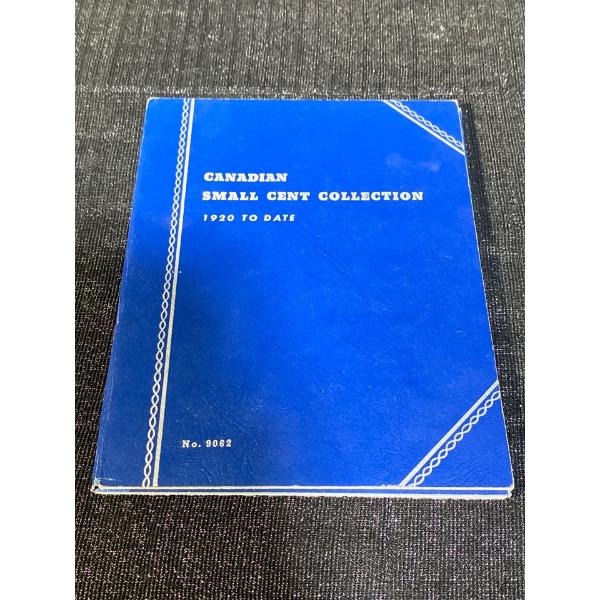 CANADIAN
SMALL CENT COLLECTION
1920 TO DATE
No. 9062